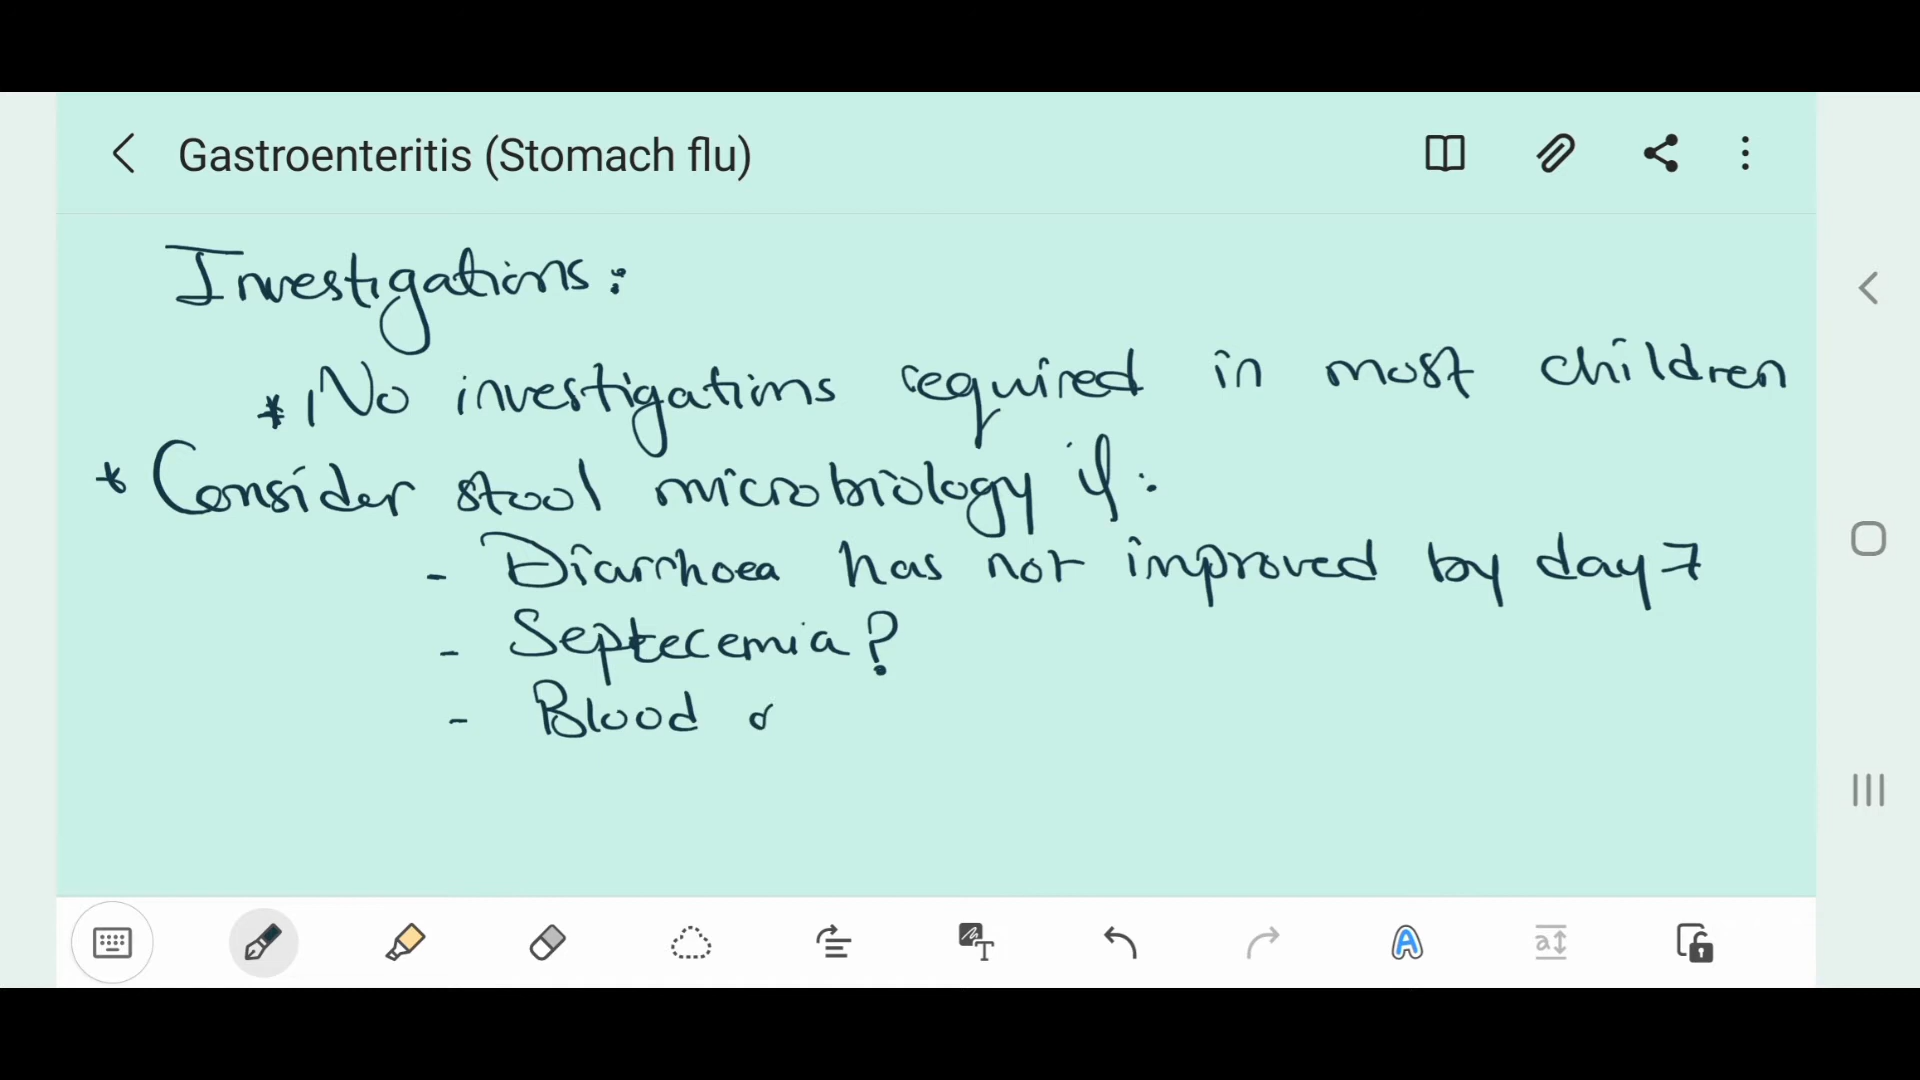 Gastroenteritis (Stomach flu)
Investigations:
* No investigations required in most children
* Consider stool microbiology if:
- Diarrhoea has not improved by day 7
- Septecemia?
- Blood o